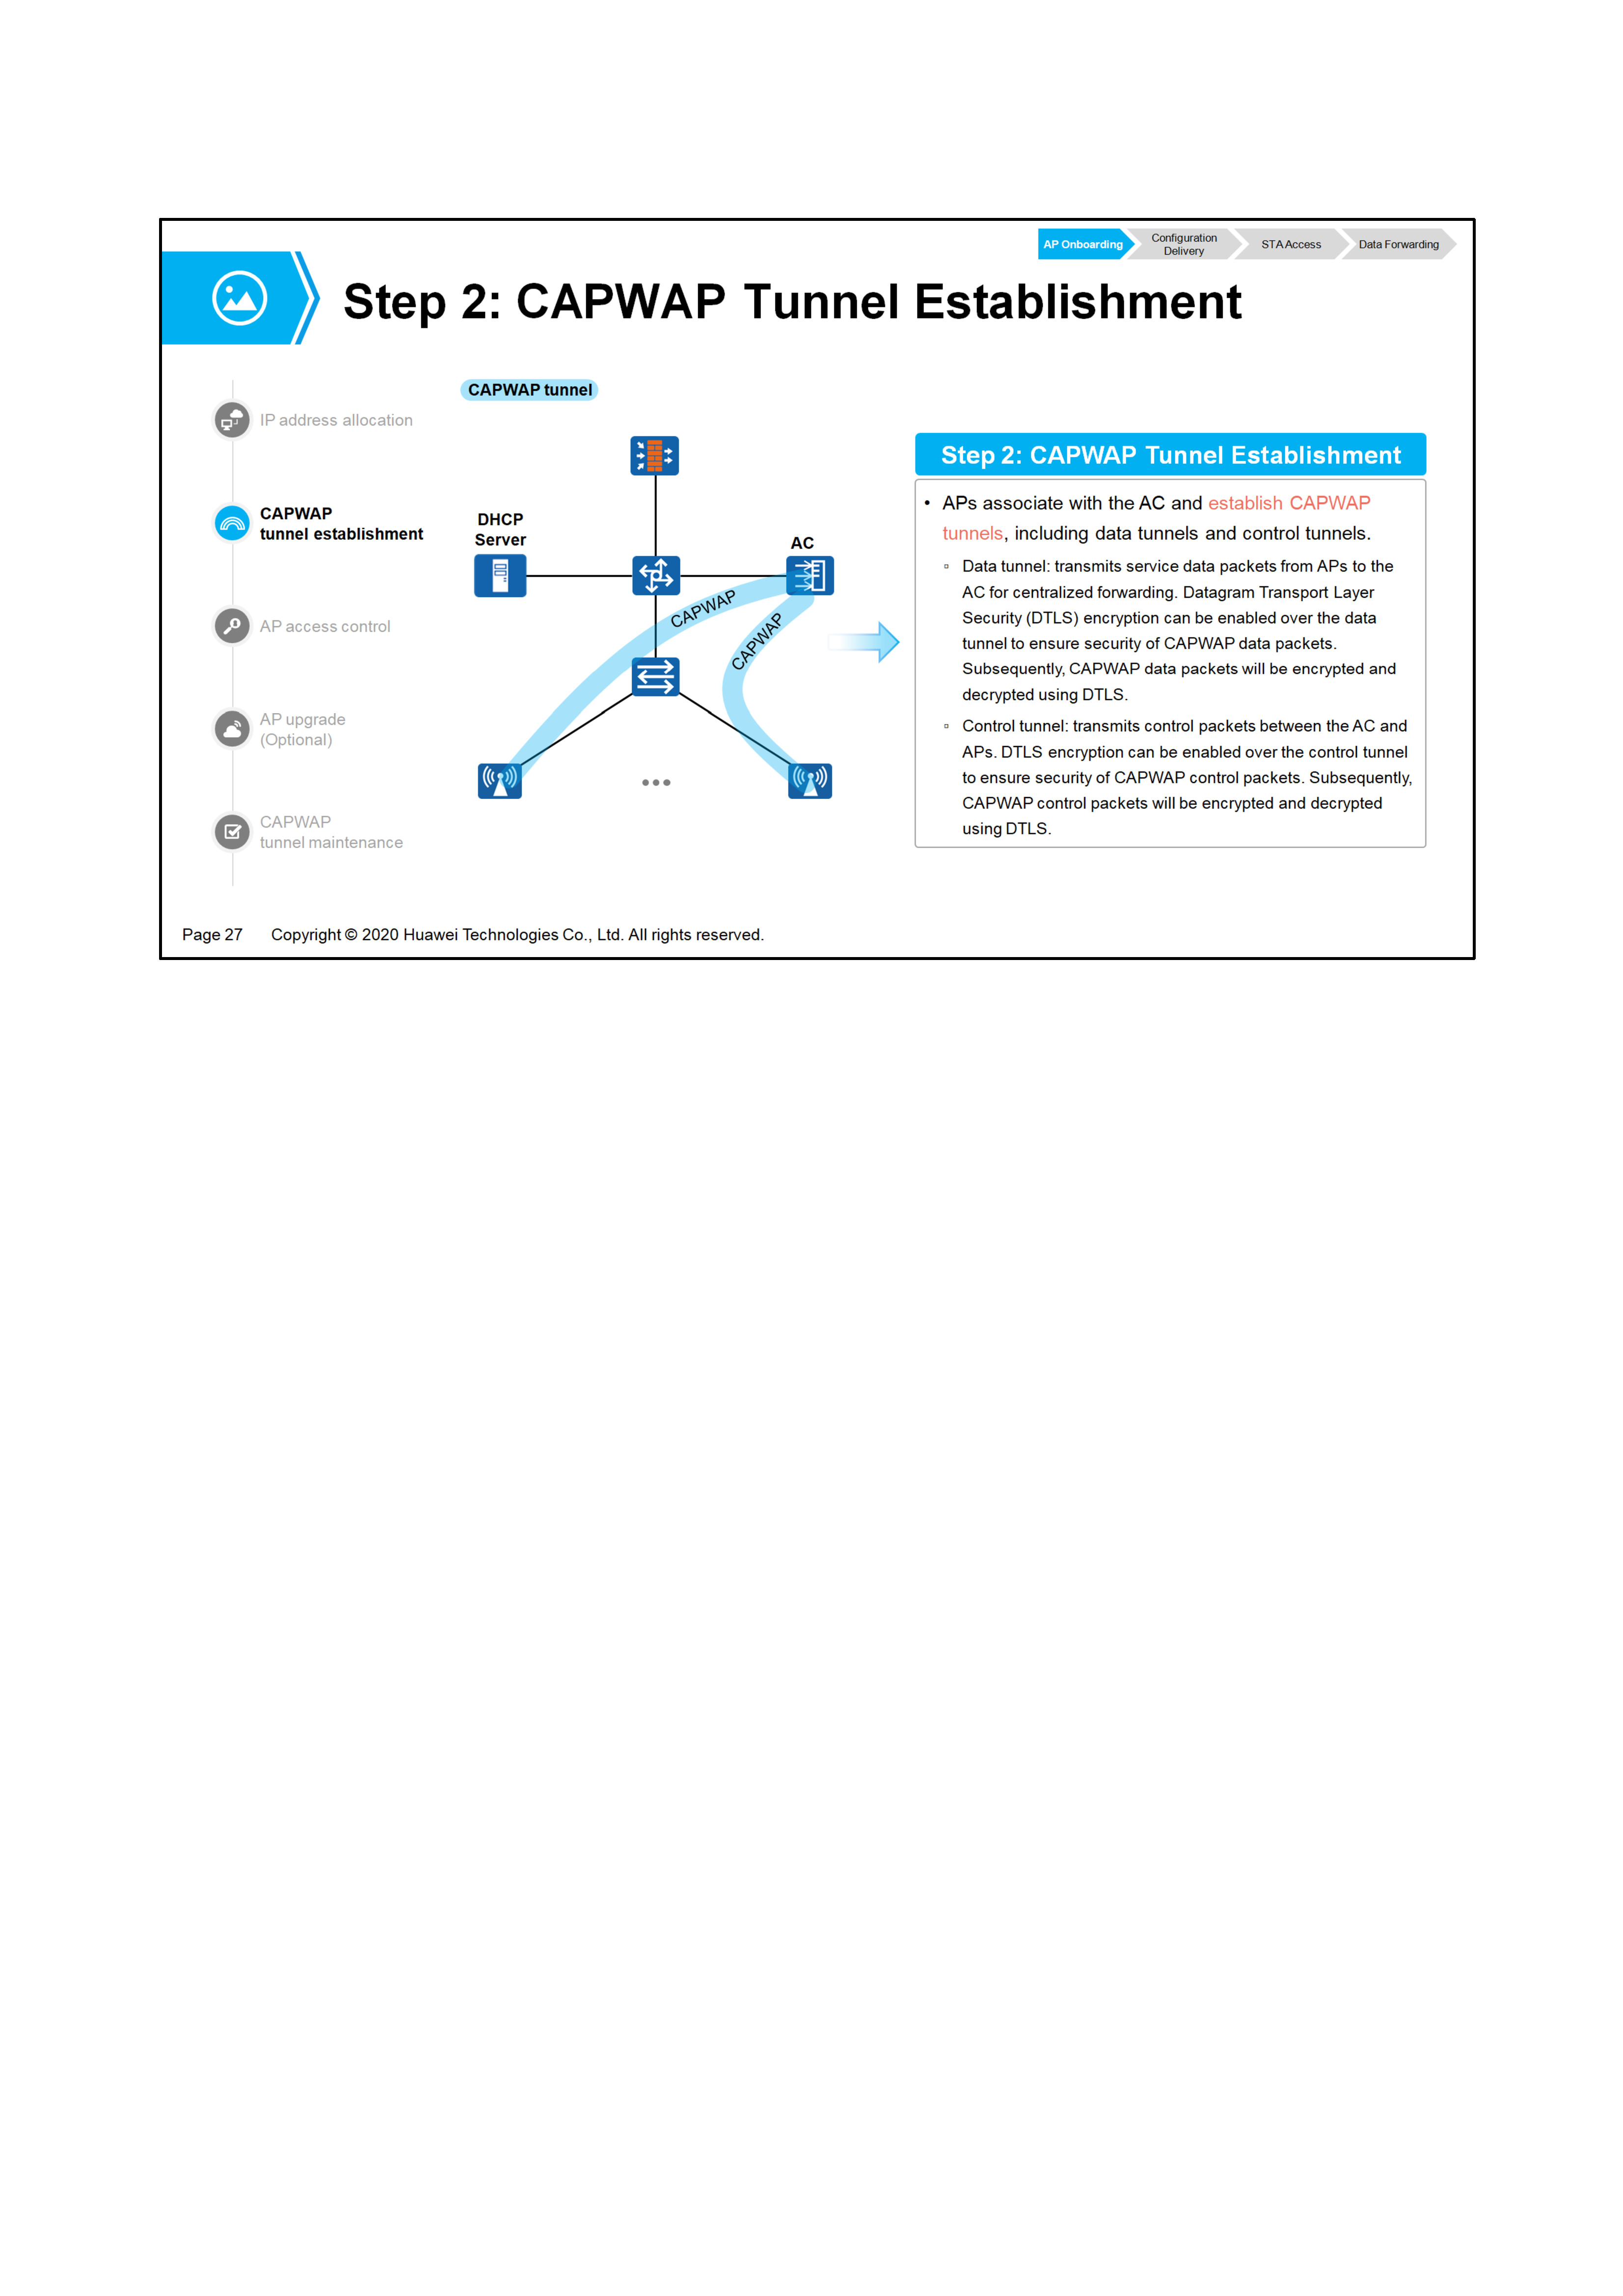 AP Onboarding
Configuration
Delivery
STA Access
Data Forwarding
Step 2: CAPWAP Tunnel Establishment
IP address allocation
CAPWAP
tunnel establishment
AP access control
AP upgrade
(Optional)
CAPWAP
tunnel maintenance
CAPWAP tunnel
DHCP
Server
AC
CAPWAP
CAPWAP
Step 2: CAPWAP Tunnel Establishment
• APs associate with the AC and establish CAPWAP
tunnels, including data tunnels and control tunnels.
▫ Data tunnel: transmits service data packets from APs to the
AC for centralized forwarding. Datagram Transport Layer
Security (DTLS) encryption can be enabled over the data
tunnel to ensure security of CAPWAP data packets.
Subsequently, CAPWAP data packets will be encrypted and
decrypted using DTLS.
▫ Control tunnel: transmits control packets between the AC and
APs. DTLS encryption can be enabled over the control tunnel
to ensure security of CAPWAP control packets. Subsequently,
CAPWAP control packets will be encrypted and decrypted
using DTLS.
Page 27 Copyright © 2020 Huawei Technologies Co., Ltd. All rights reserved.